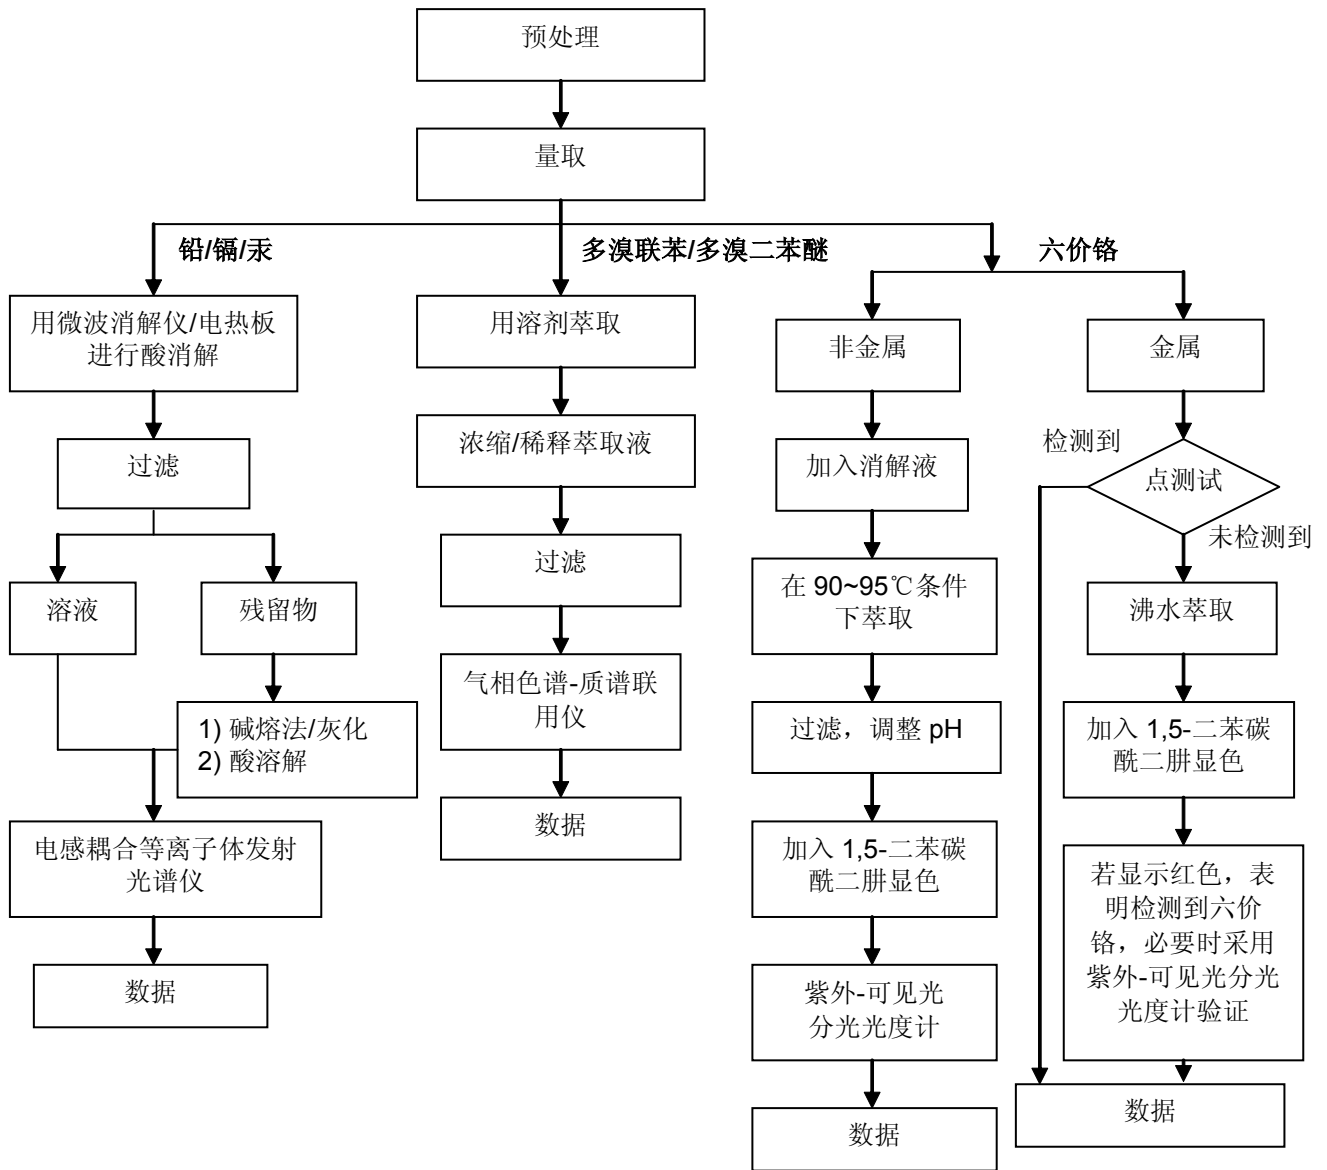 预处理
量取
铅/镉/汞
多溴联苯/多溴二苯醚
六价铬
用微波消解仪/电热板
进行酸消解
过滤
溶液
残留物
1) 碱熔法/灰化
2) 酸溶解
电感耦合等离子体发射
光谱仪
数据
用溶剂萃取
浓缩/稀释萃取液
过滤
气相色谱-质谱联
用仪
数据
非金属
加入消解液
在 90~95℃条件
下萃取
过滤，调整 pH
加入 1,5-二苯碳
酰二肼显色
紫外-可见光
分光光度计
数据
金属
检测到
点测试
未检测到
沸水萃取
加入 1,5-二苯碳
酰二肼显色
若显示红色，表
明检测到六价
铬，必要时采用
紫外-可见光分光
光度计验证
数据